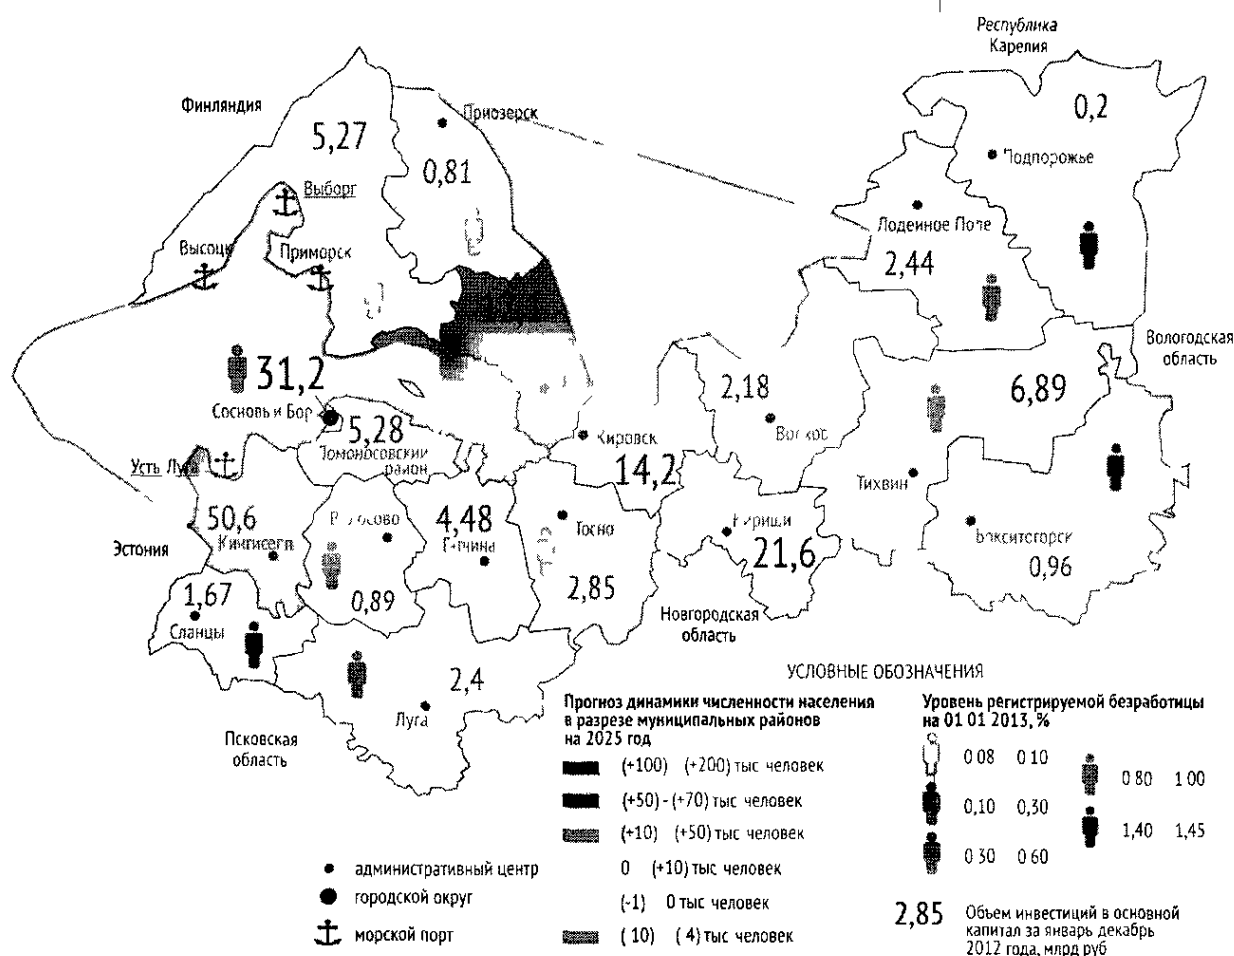 Республика
Карелия
Финляндия
Приозерск
5,27
0,2
0,81
Подпорожье
Выборг
Лодейное Поле
Высоцк
Приморск
2,44
Вологодская
область
31,2
2,18
6,89
Сосновы и Бор
5,28
Ломоносовский
район
Кировск
Усть Луга
14,2
Тихвин
50,6
4,48
Тосно
Кириши
Бокситогорск
Эстония
Кингисепп
21,6
0,96
1,67
0,89
2,85
Сланцы
Новгородская
область
2,4
Луга
Псковская
область
УСЛОВНЫЕ ОБОЗНАЧЕНИЯ
Прогноз динамики численности населения
в разрезе муниципальных районов
на 2025 год
(+100) (+200) тыс человек
(+50) - (+70) тыс человек
(+10) (+50) тыс человек
0 (+10) тыс человек
(-1) 0 тыс человек
( 10) ( 4) тыс человек
административный центр
городской округ
морской порт
Уровень регистрируемой безработицы
на 01 01 2013, %
0 08 0 10
0,10 0,30
0 30 0 60
0 80 1 00
1,40 1,45
2,85
Объем инвестиций в основной
капитал за январь декабрь
2012 года, млрд руб